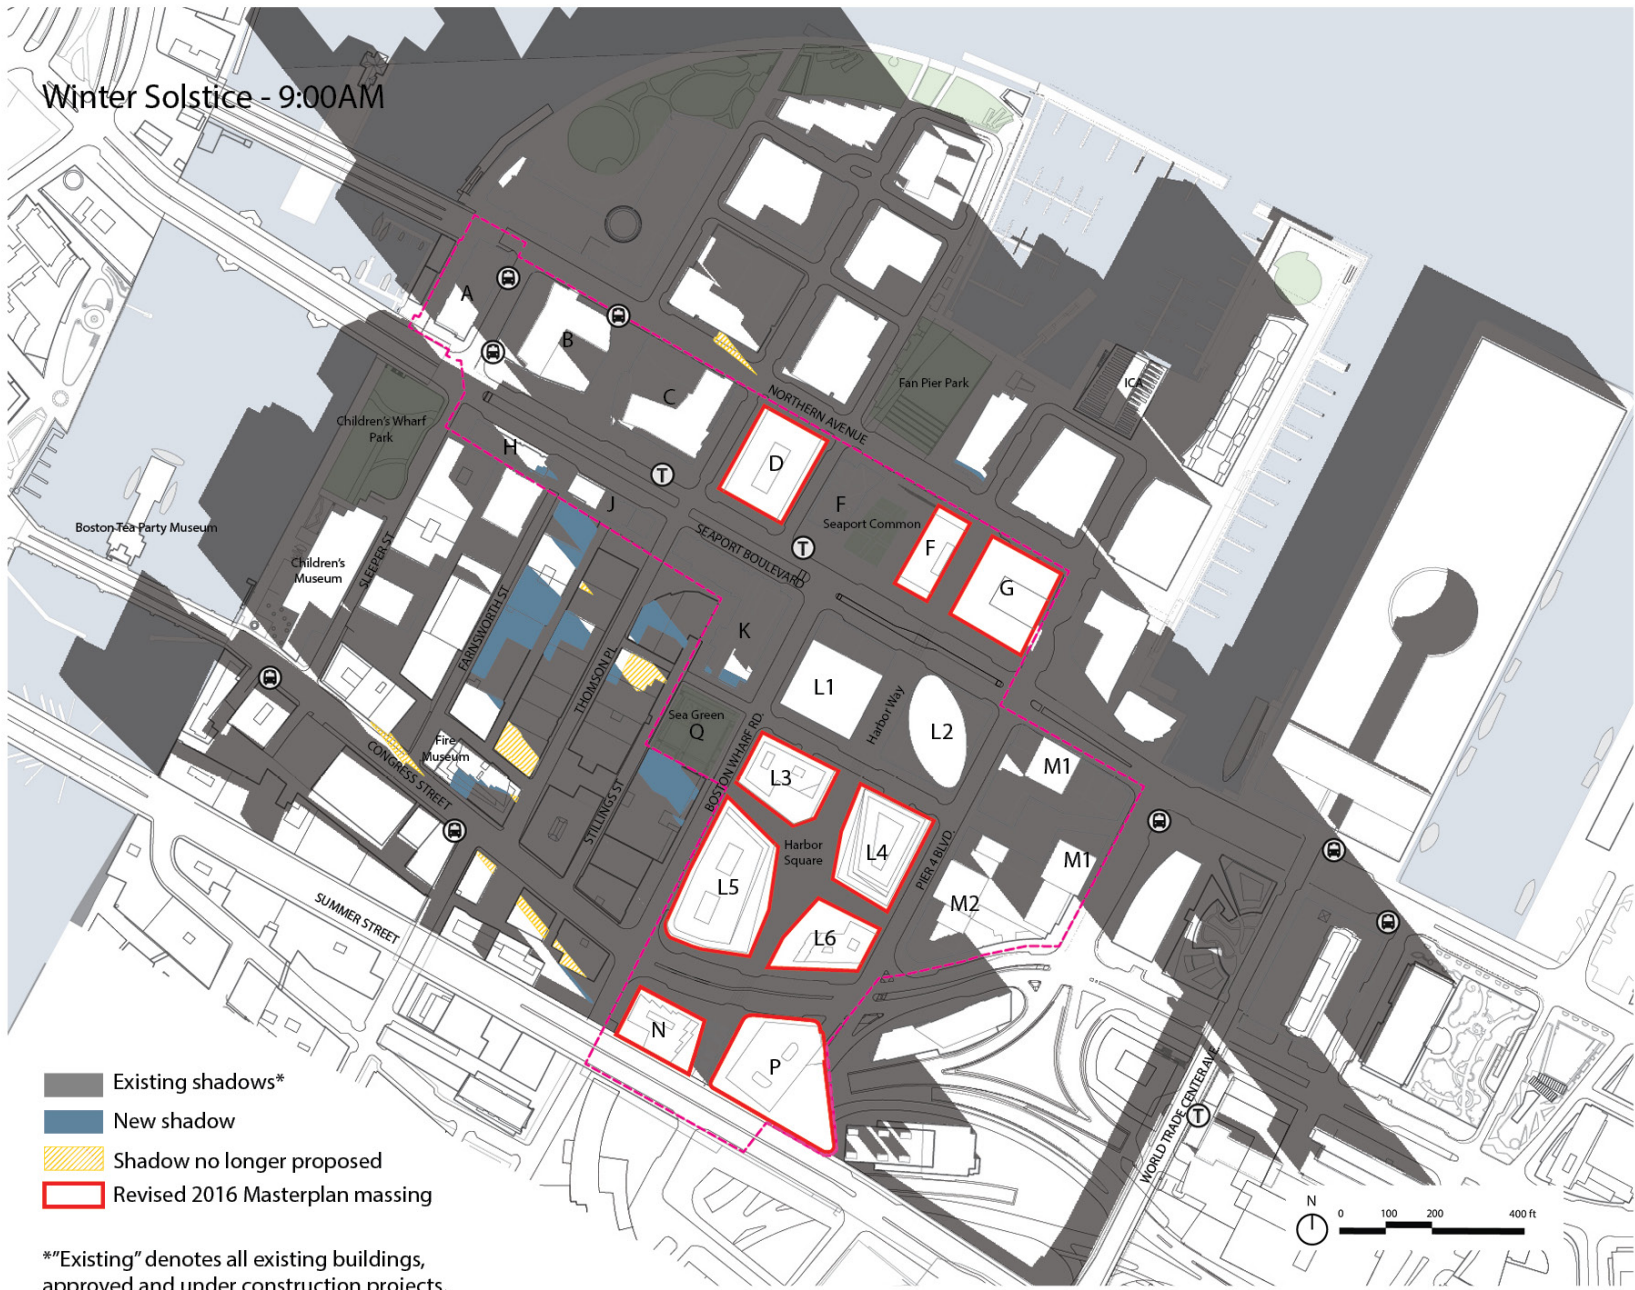 Winter Solstice - 9:00AM
A
B
C
NORTHERN AVENUE
Fan Pier Park
ICA
Children's Wharf
Park
H
J
T
D
F
Seaport Common
F
G
T
SEAPORT BOULEVARD
Boston Tea Party Museum
Children's
Museum
SLEEPER ST
FARNSWORTH ST
THOMSON PL
K
L1
Harbor Way
L2
Sea Green
Q
BOSTON WHARF RD.
Fire
Museum
CONGRESS STREET
STILLINGS ST
L3
M1
Harbor
Square
L4
PIER 4 BLVD.
M1
L5
M2
L6
SUMMER STREET
N
P
WORLD TRADE CENTER AVE.
T
Existing shadows*
New shadow
Shadow no longer proposed
Revised 2016 Masterplan massing
N
0 100 200 400 ft
*"Existing" denotes all existing buildings,
approved and under construction projects.